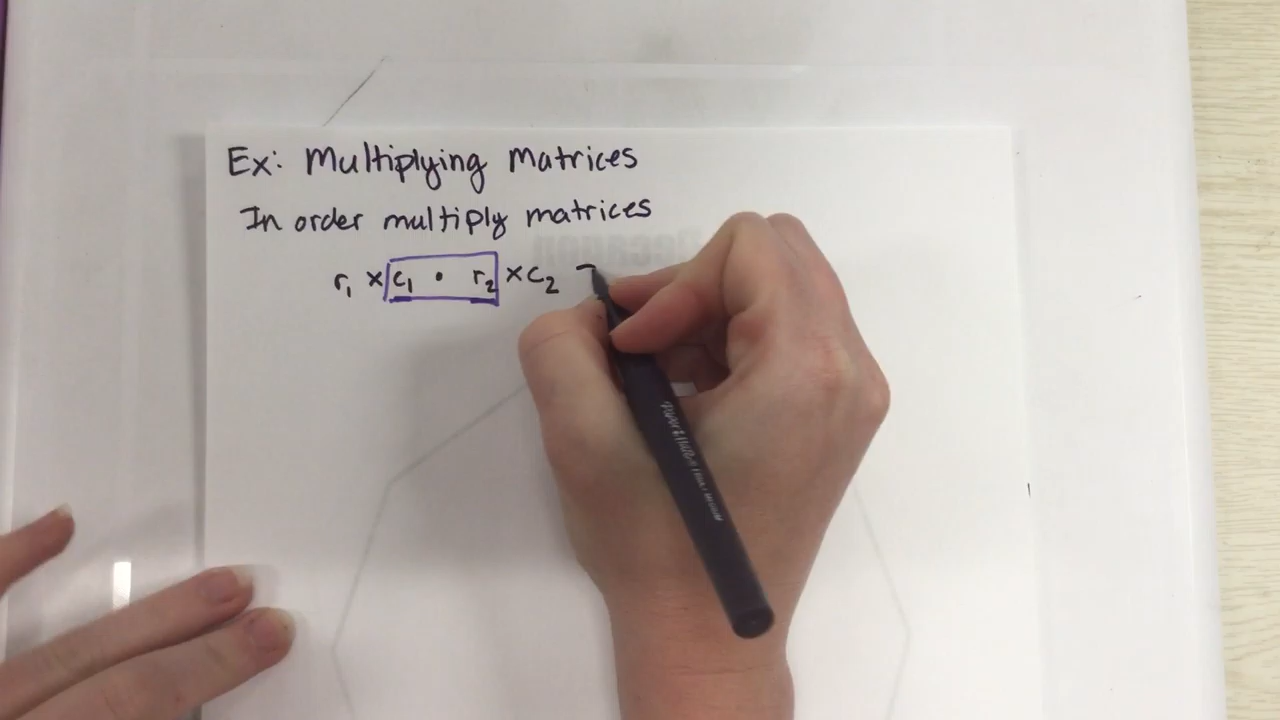 Ex: Multiplying Matrices
In order multiply matrices
r₁ × c₁ • r₂ × c₂